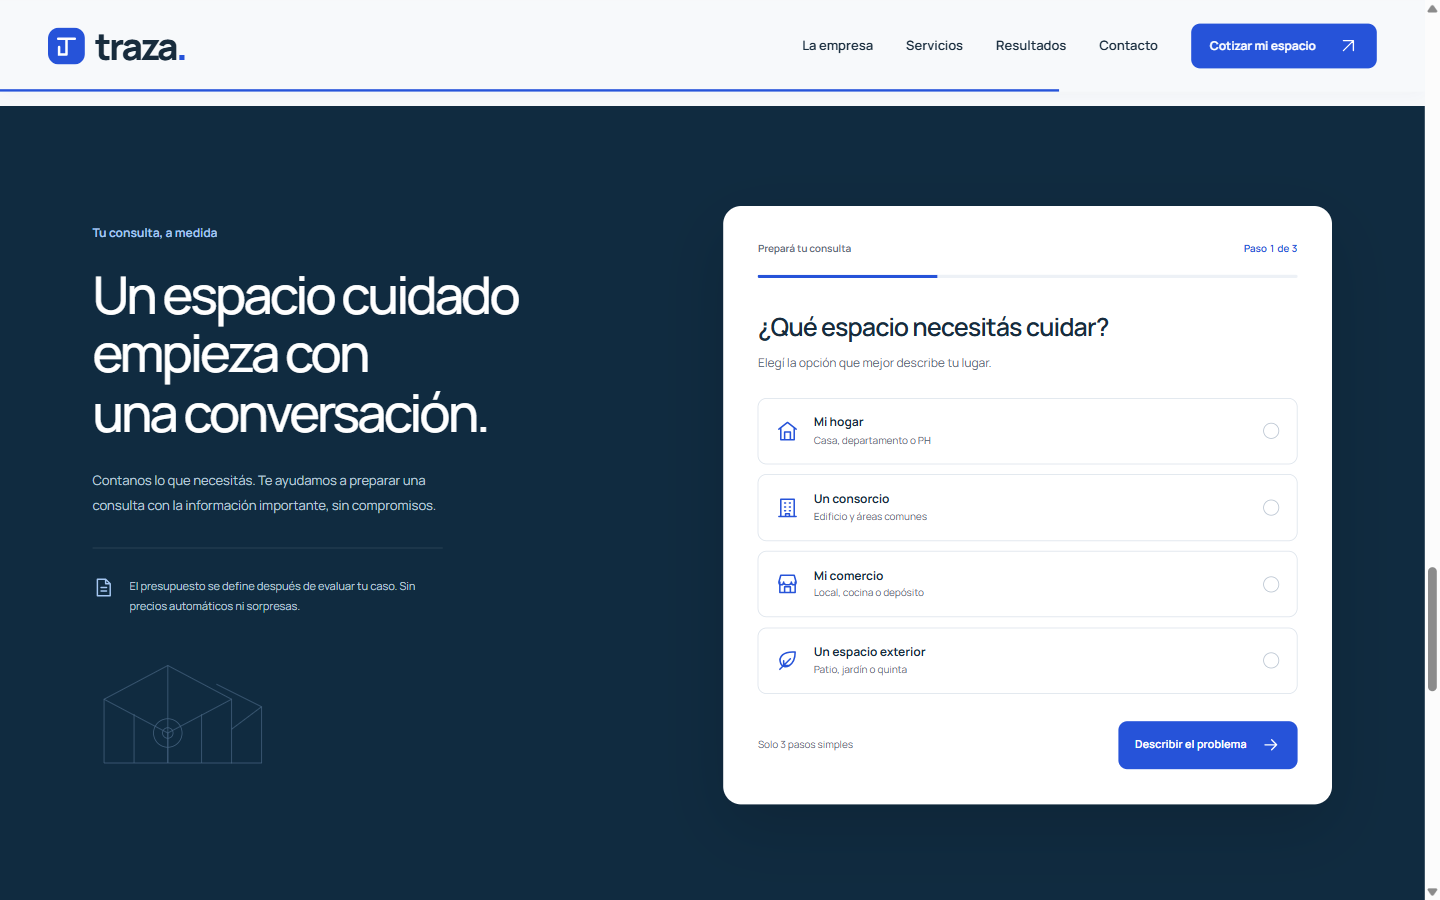 traza.
La empresa
Servicios
Resultados
Contacto
Cotizar mi espacio
Tu consulta, a medida
Un espacio cuidado
empieza con
una conversación.
Contanos lo que necesitás. Te ayudamos a preparar una
consulta con la información importante, sin compromisos.
El presupuesto se define después de evaluar tu caso. Sin
precios automáticos ni sorpresas.
Prepará tu consulta
Paso 1 de 3
¿Qué espacio necesitás cuidar?
Elegí la opción que mejor describe tu lugar.
Mi hogar
Casa, departamento o PH
Un consorcio
Edificio y áreas comunes
Mi comercio
Local, cocina o depósito
Un espacio exterior
Patio, jardín o quinta
Solo 3 pasos simples
Describir el problema